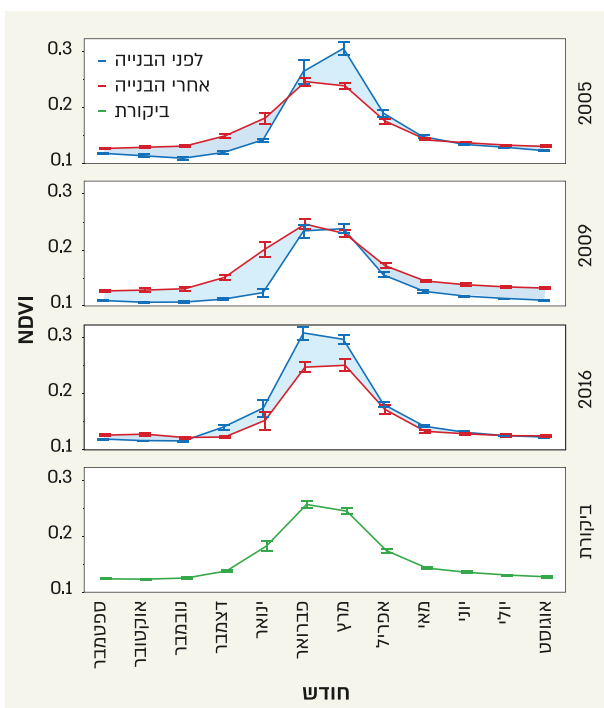 לפני הבנייה
אחרי הבנייה
ביקורת
0.3
0.2
0.1
2005
0.3
0.2
0.1
2009
0.3
0.2
0.1
2016
0.3
0.2
0.1
ביקורת
NDVI
ספטמבר
אוקטובר
נובמבר
דצמבר
ינואר
פברואר
מרץ
אפריל
מאי
יוני
יולי
אוגוסט
חודש